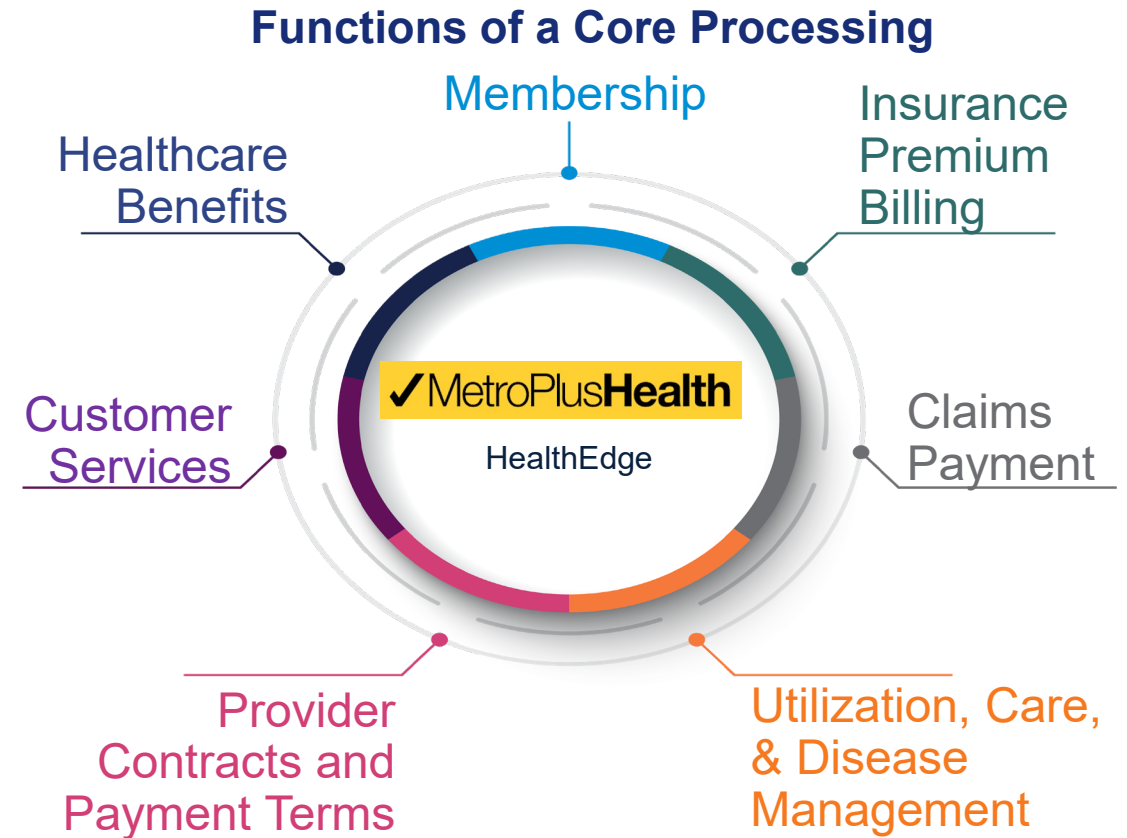 Functions of a Core Processing
Membership
Insurance
Premium
Billing
Healthcare
Benefits
✓MetroPlusHealth
HealthEdge
Customer
Services
Claims
Payment
Provider
Contracts and
Payment Terms
Utilization, Care,
& Disease
Management